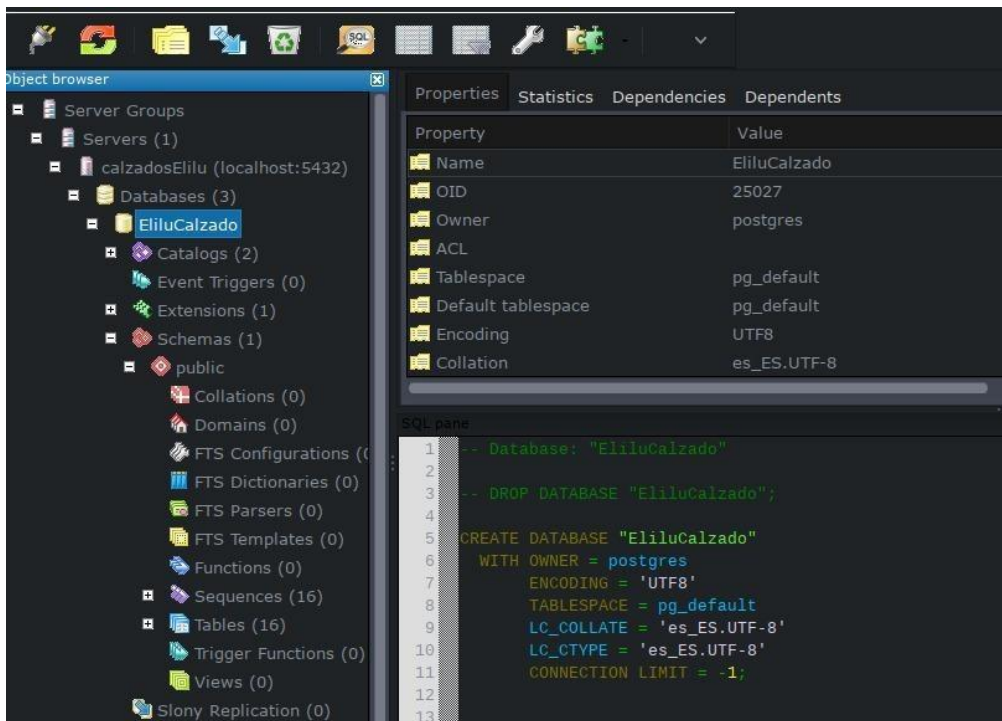 SQL
Object browser
Server Groups
Servers (1)
calzadosElilu (localhost:5432)
Databases (3)
EliluCalzado
Catalogs (2)
Event Triggers (0)
Extensions (1)
Schemas (1)
public
Collations (0)
Domains (0)
FTS Configurations (0
FTS Dictionaries (0)
FTS Parsers (0)
FTS Templates (0)
Functions (0)
Sequences (16)
Tables (16)
Trigger Functions (0)
Views (0)
Slony Replication (0)
Properties Statistics Dependencies Dependents
Property Value
Name EliluCalzado
OID 25027
Owner postgres
ACL
Tablespace pg_default
Default tablespace pg_default
Encoding UTF8
Collation es_ES.UTF-8
SQL pane
1 -- Database: "EliluCalzado"
2
3 -- DROP DATABASE "EliluCalzado";
4
5 CREATE DATABASE "EliluCalzado"
6 WITH OWNER = postgres
7 ENCODING = 'UTF8'
8 TABLESPACE = pg_default
9 LC_COLLATE = 'es_ES.UTF-8'
10 LC_CTYPE = 'es_ES.UTF-8'
11 CONNECTION LIMIT = -1;
12
13